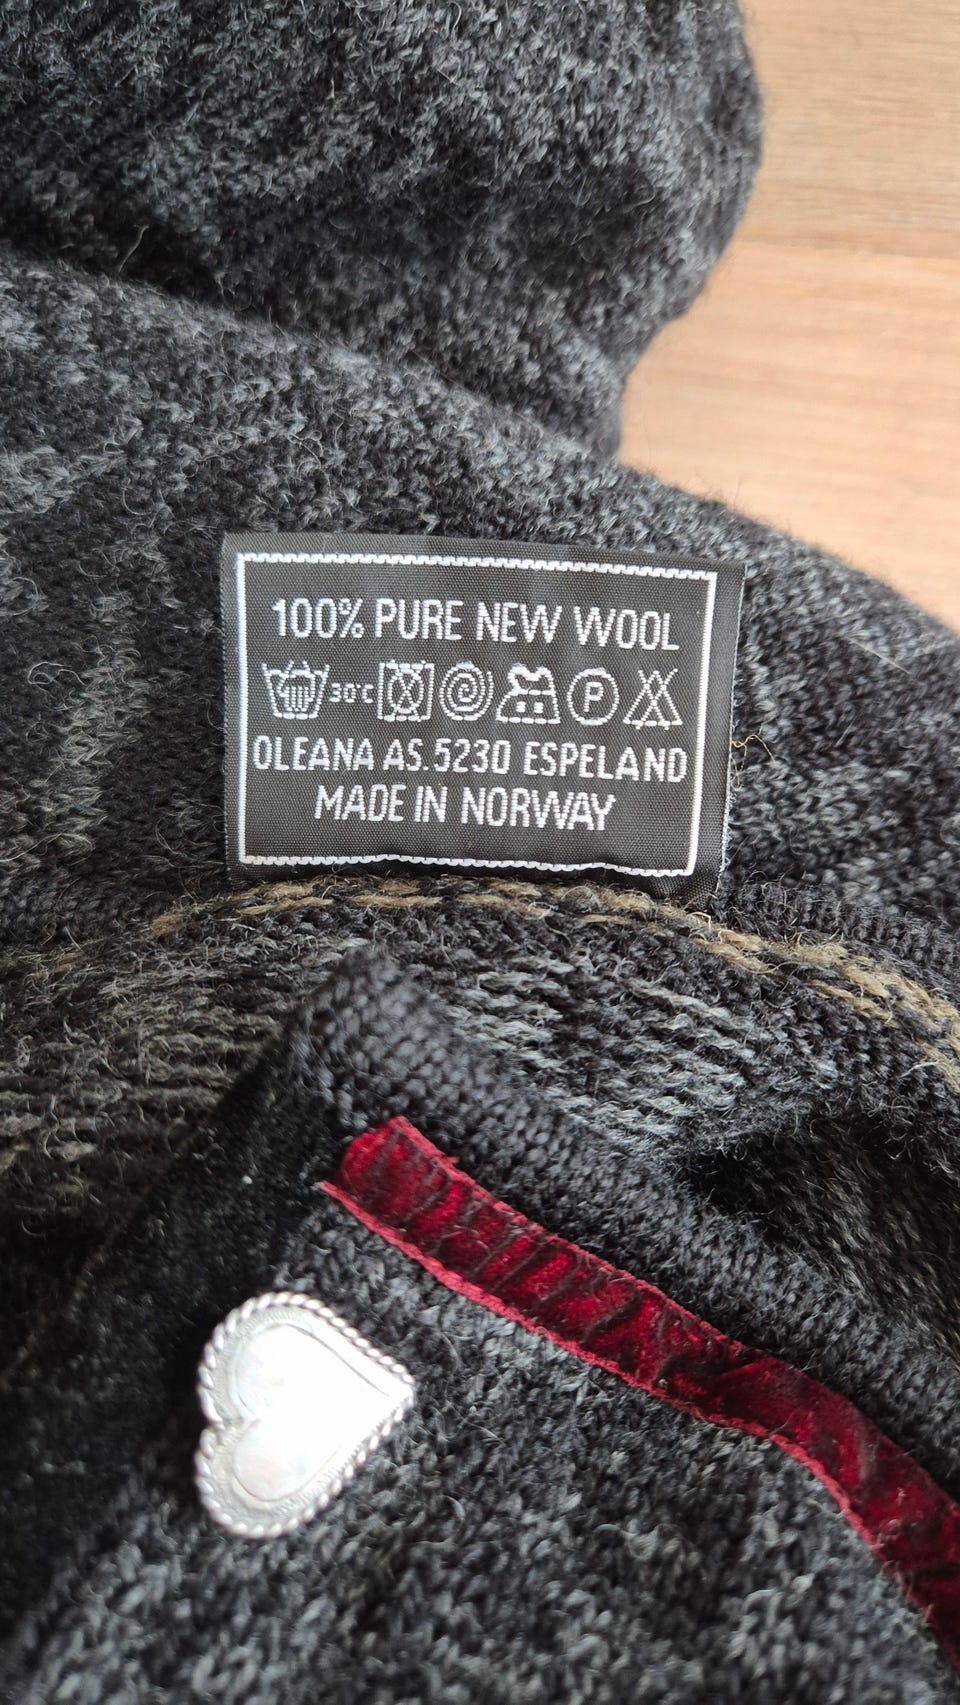 100% PURE NEW WOOL
30°C P
OLEANA AS. 5230 ESPELAND
MADE IN NORWAY